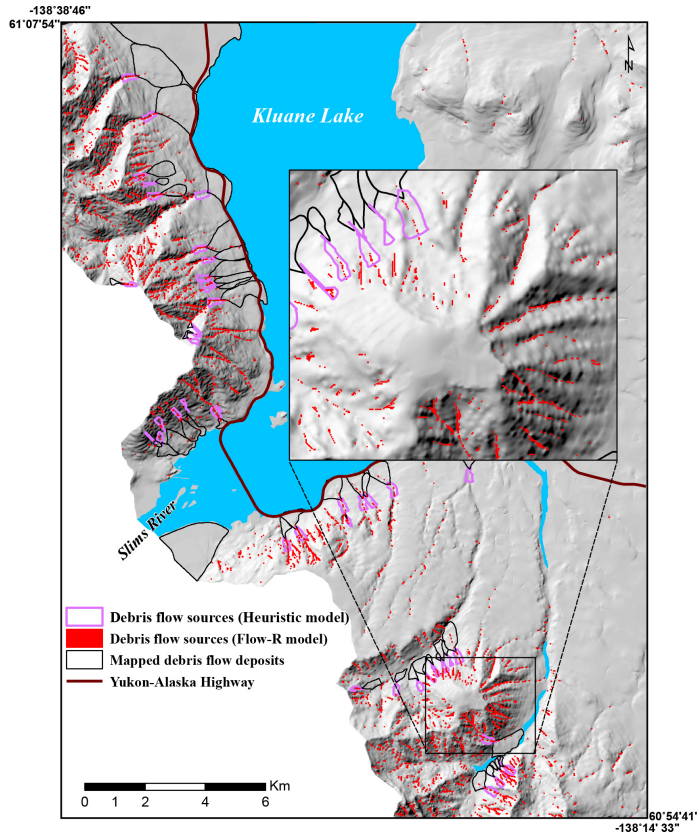 -138°38'46"
61°07'54"
N
Kluane Lake
Slims River
Debris flow sources (Heuristic model)
Debris flow sources (Flow-R model)
Mapped debris flow deposits
Yukon-Alaska Highway
Km
0 1 2 4 6
60°54'41'
-138°14' 33"